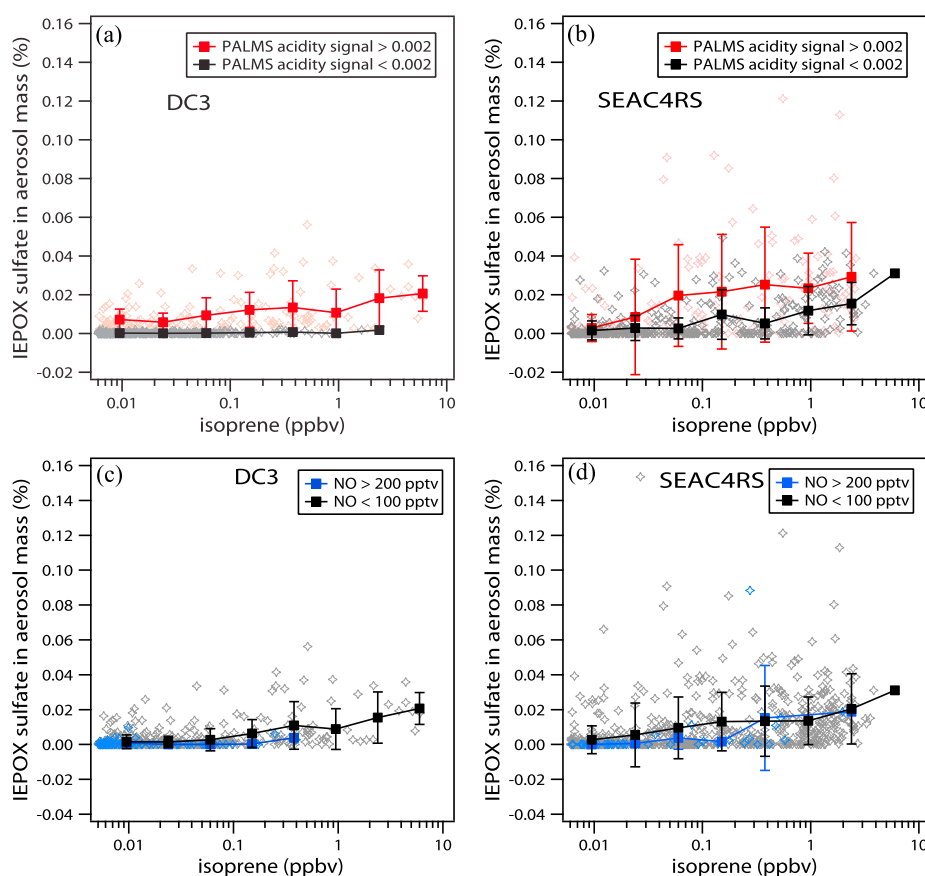 (a)
PALMS acidity signal > 0.002
PALMS acidity signal < 0.002
DC3
IEPOX sulfate in aerosol mass (%)
0.16
0.14
0.12
0.10
0.08
0.06
0.04
0.02
0.00
-0.02
0.01
0.1
1
10
isoprene (ppbv)
(b)
PALMS acidity signal > 0.002
PALMS acidity signal < 0.002
SEAC4RS
IEPOX sulfate in aerosol mass (%)
0.16
0.14
0.12
0.10
0.08
0.06
0.04
0.02
0.00
-0.02
0.01
0.1
1
10
isoprene (ppbv)
(c)
DC3
NO > 200 pptv
NO < 100 pptv
IEPOX sulfate in aerosol mass (%)
0.16
0.14
0.12
0.10
0.08
0.06
0.04
0.02
0.00
-0.02
-0.04
0.01
0.1
1
10
isoprene (ppbv)
(d)
SEAC4RS
NO > 200 pptv
NO < 100 pptv
IEPOX sulfate in aerosol mass (%)
0.16
0.14
0.12
0.10
0.08
0.06
0.04
0.02
0.00
-0.02
-0.04
0.01
0.1
1
10
isoprene (ppbv)